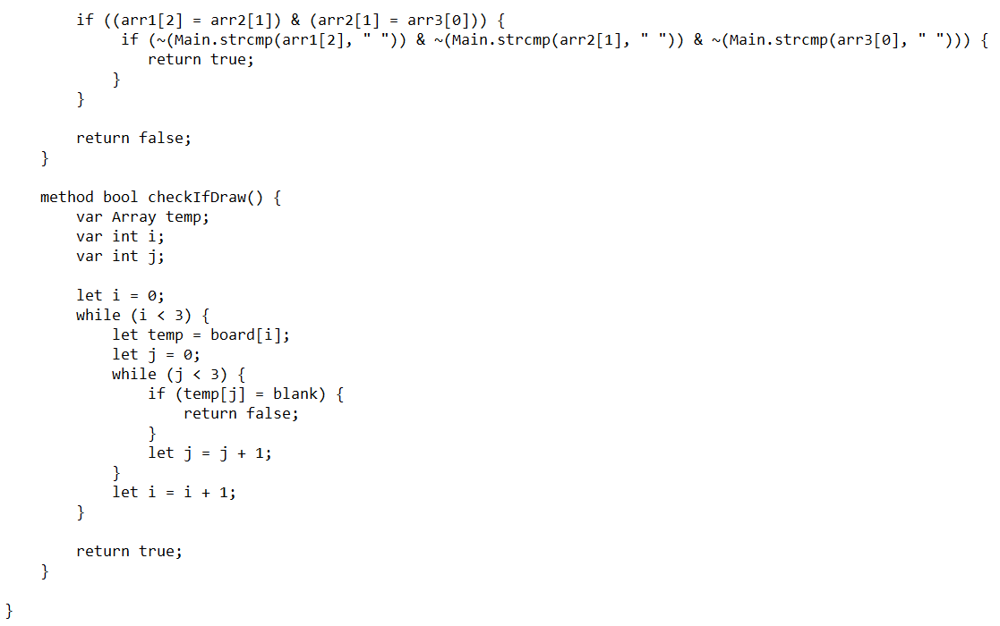 if ((arr1[2] = arr2[1]) & (arr2[1] = arr3[0])) {
             if (~(Main.strcmp(arr1[2], " ")) & ~(Main.strcmp(arr2[1], " ")) & ~(Main.strcmp(arr3[0], " "))) {
                return true;
            }
        }

        return false;
    }

    method bool checkIfDraw() {
        var Array temp;
        var int i;
        var int j;

        let i = 0;
        while (i < 3) {
            let temp = board[i];
            let j = 0;
            while (j < 3) {
                if (temp[j] = blank) {
                    return false;
                }
                let j = j + 1;
            }
            let i = i + 1;
        }

        return true;
    }

}